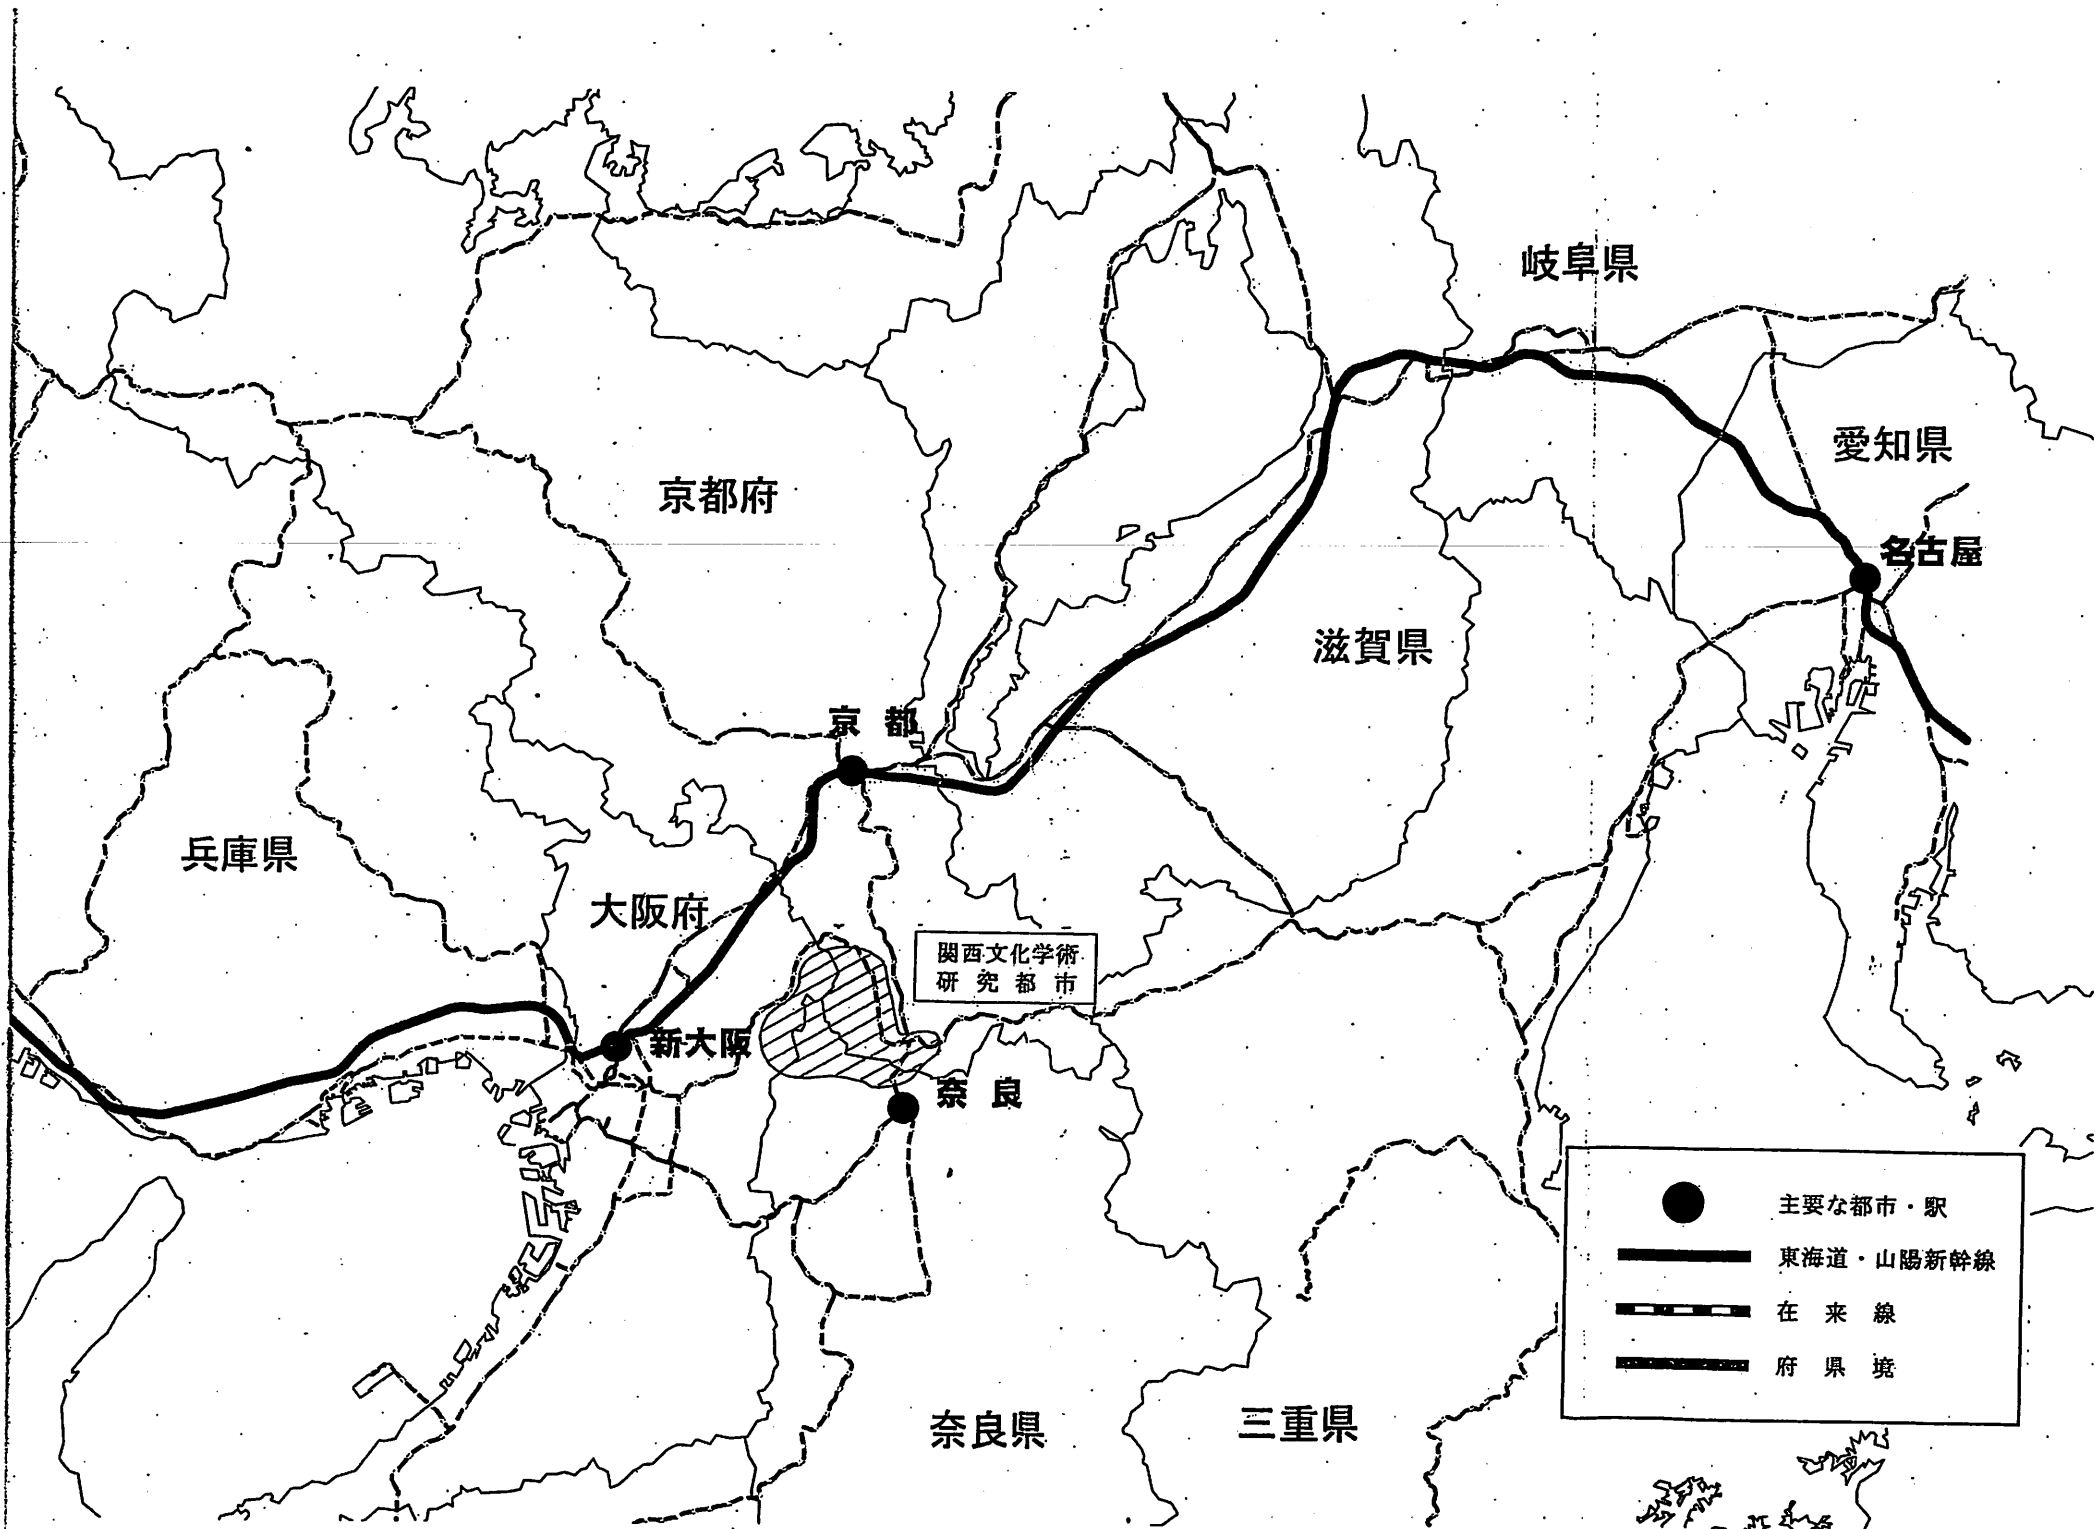 岐阜県
愛知県
京都府
名古屋
滋賀県
京都
兵庫県
大阪府
関西文化学術
研究都市
新大阪
奈良
主要な都市・駅
東海道・山陽新幹線
在来線
府県境
奈良県
三重県